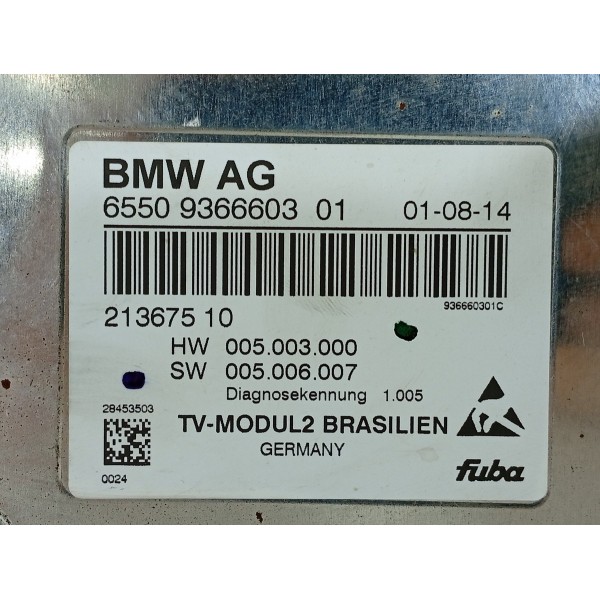 BMW AG
6550 9366603 01 01-08-14
936660301C
213675 10
HW 005.003.000
SW 005.006.007
Diagnosekennung 1.005
28453503
TV-MODUL2 BRASILIEN
GERMANY
0024
fuba